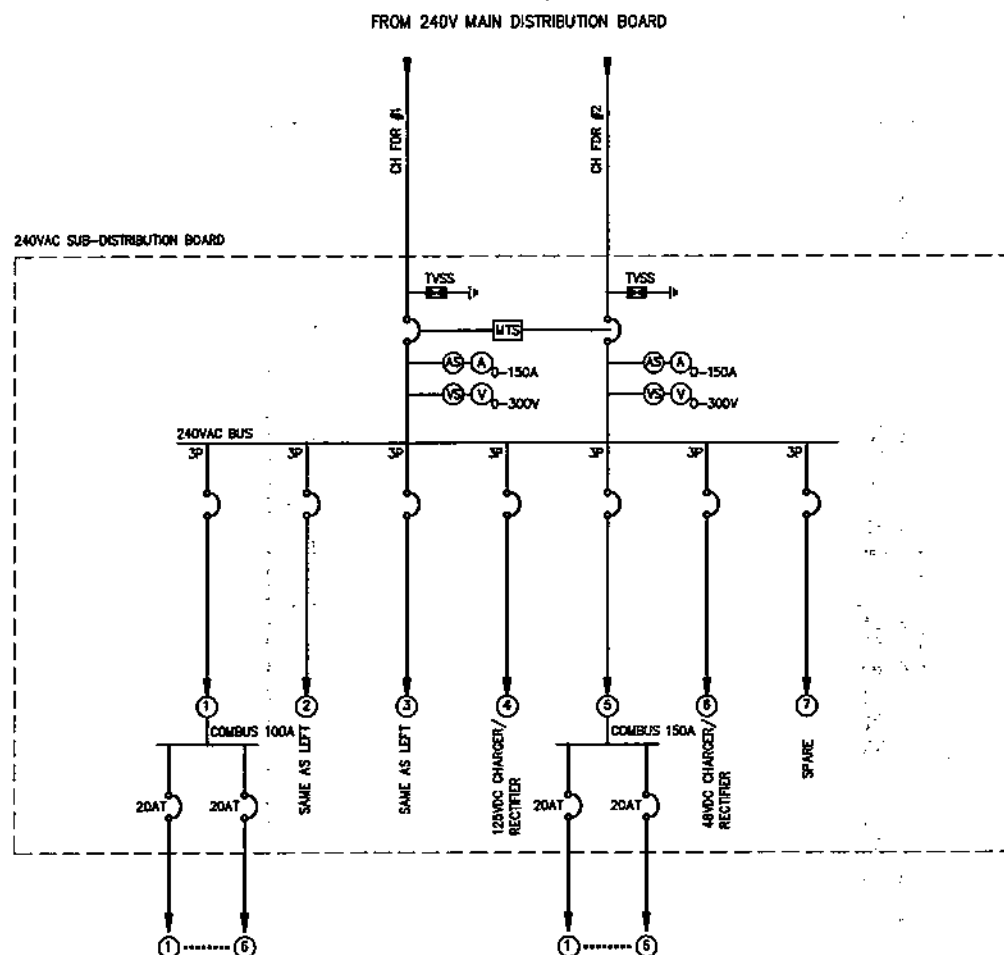 FROM 240V MAIN DISTRIBUTION BOARD
CH FDR #1
CH FDR #2
240VAC SUB-DISTRIBUTION BOARD
TVSS
TVSS
MTS
AS
A
0-150A
AS
A
0-150A
VS
V
0-300V
VS
V
0-300V
240VAC BUS
3P
3P
3P
3P
3P
3P
3P
1
2
3
4
5
6
7
COMBUS 100A
SAME AS LEFT
SAME AS LEFT
125VDC CHARGER/
RECTIFIER
COMBUS 150A
48VDC CHARGER/
RECTIFIER
SPARE
20AT
20AT
20AT
20AT
1
6
1
6